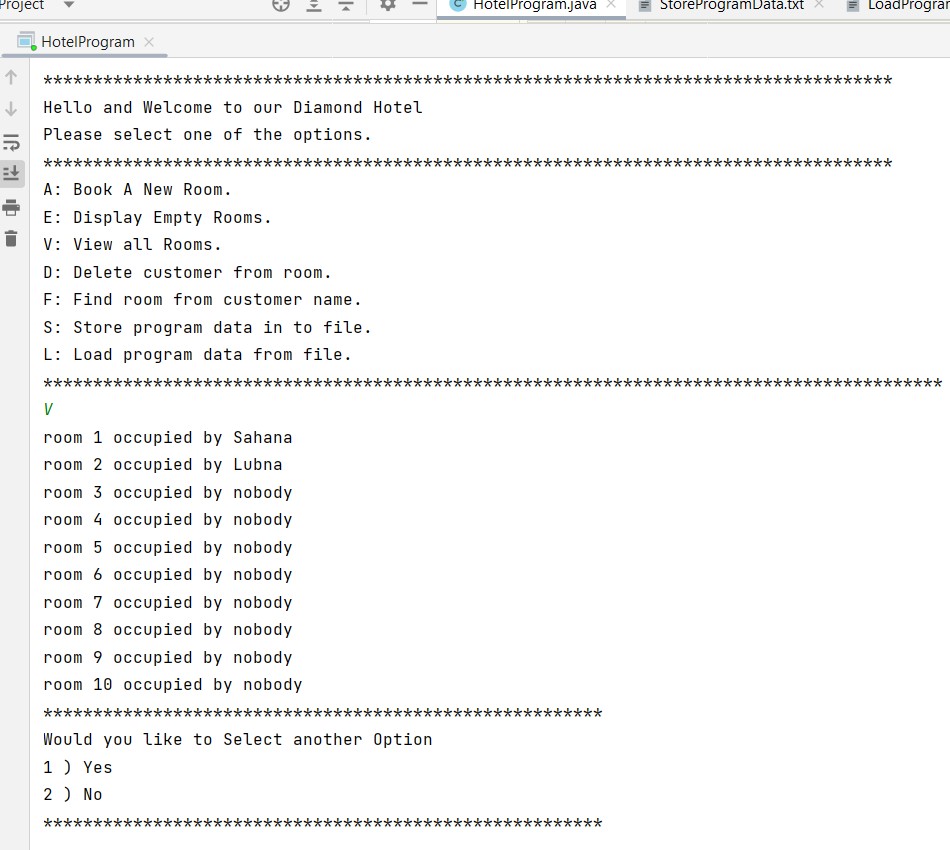 Project
HotelProgram.java
StoreProgramData.txt
HotelProgram
*************************************************************************************
Hello and Welcome to our Diamond Hotel
Please select one of the options.
*************************************************************************************
A: Book A New Room.
E: Display Empty Rooms.
V: View all Rooms.
D: Delete customer from room.
F: Find room from customer name.
S: Store program data in to file.
L: Load program data from file.
******************************************************************************************
V
room 1 occupied by Sahana
room 2 occupied by Lubna
room 3 occupied by nobody
room 4 occupied by nobody
room 5 occupied by nobody
room 6 occupied by nobody
room 7 occupied by nobody
room 8 occupied by nobody
room 9 occupied by nobody
room 10 occupied by nobody
********************************************************
Would you like to Select another Option
1 ) Yes
2 ) No
********************************************************